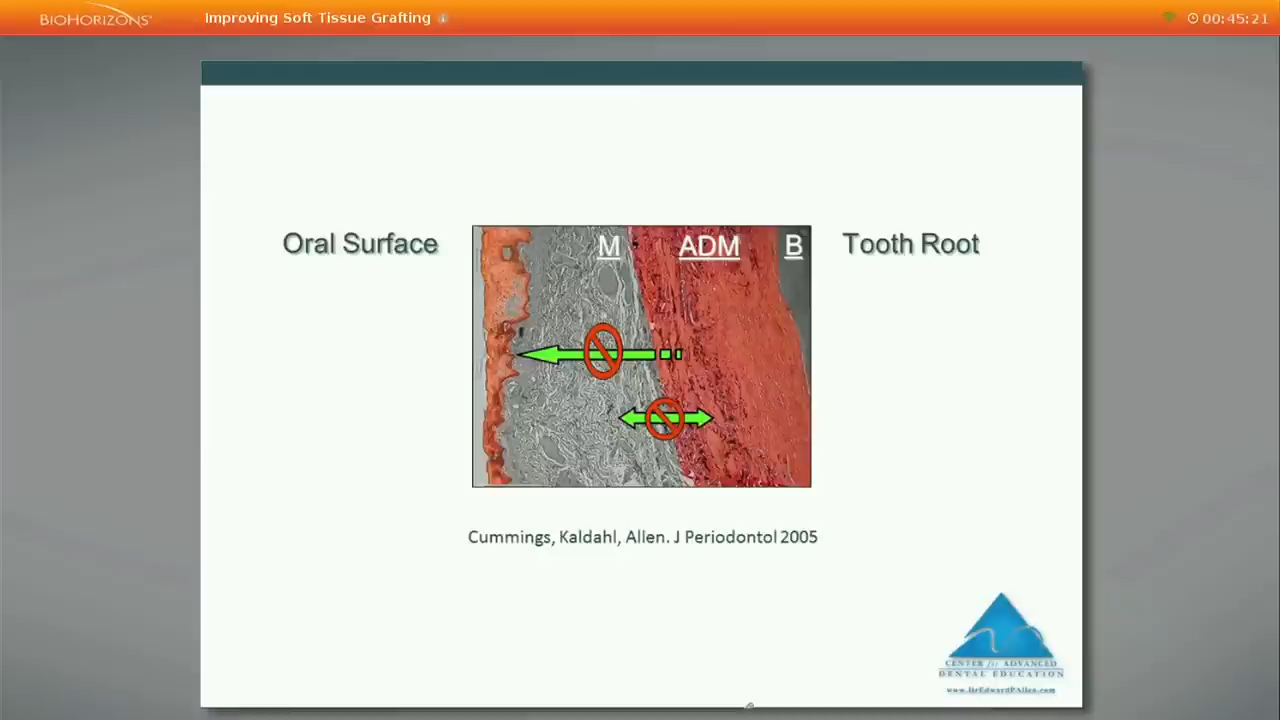 BIOHORIZONS
Improving Soft Tissue Grafting
00:45:21
Oral Surface
M
ADM
B
Tooth Root
Cummings, Kaldahl, Allen. J Periodontol 2005
CENTER for ADVANCED
DENTAL EDUCATION
www.DrEdwardPAllen.com